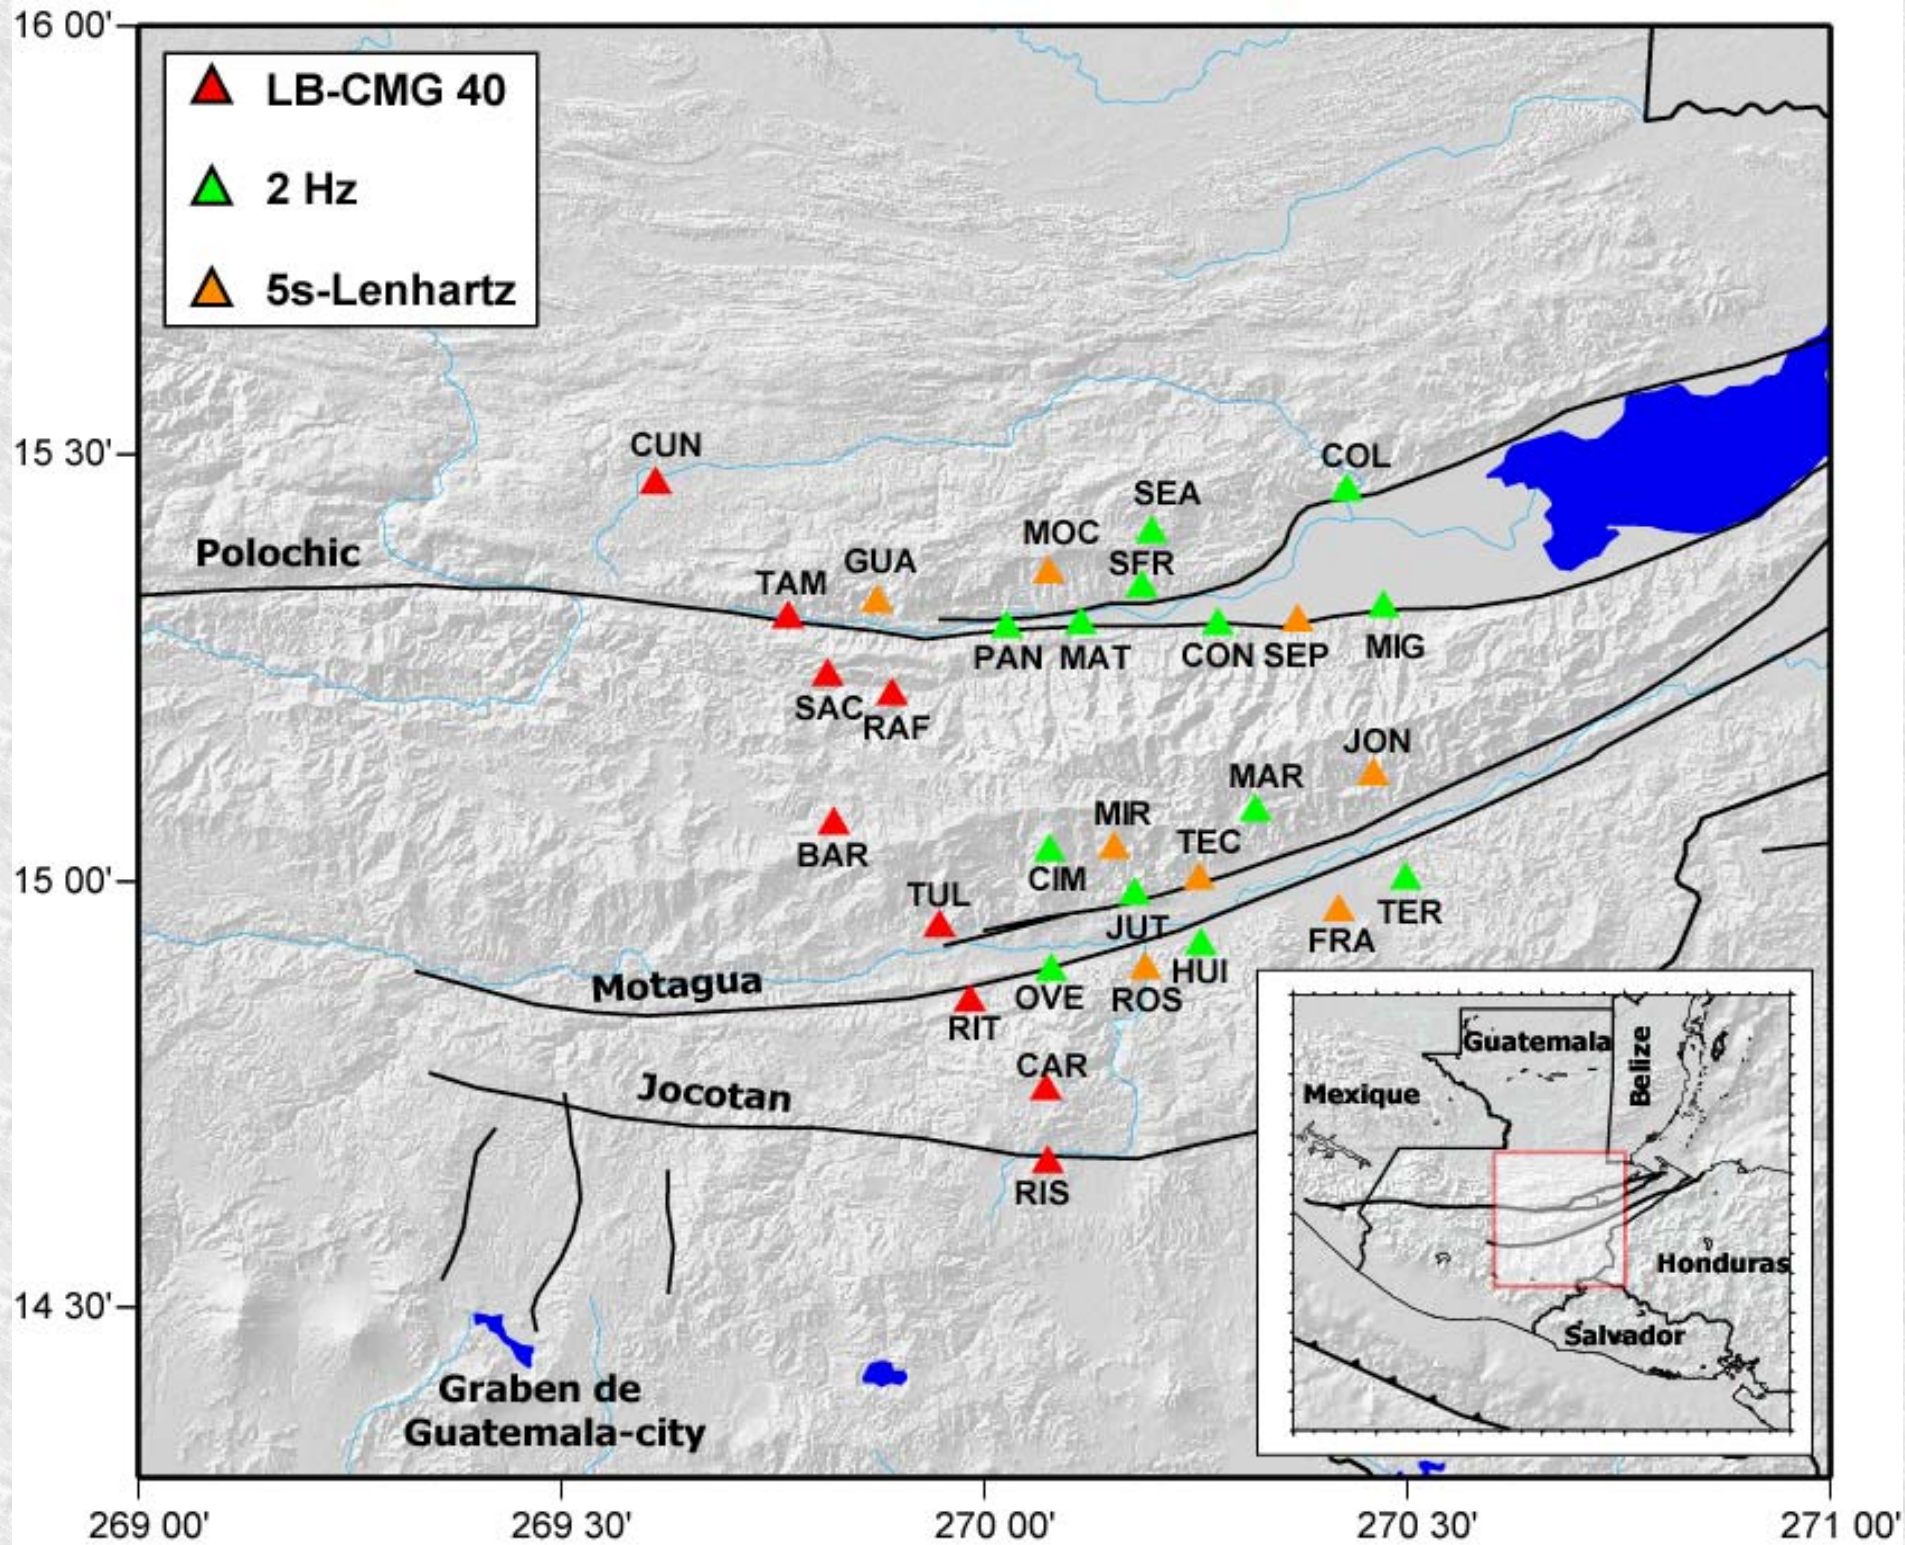 16 00'
LB-CMG 40
2 Hz
5s-Lenhartz
15 30'
CUN
COL
SEA
MOC
SFR
Polochic
GUA
TAM
PAN
MAT
CON
SEP
MIG
SAC
RAF
JON
MAR
MIR
TEC
BAR
15 00'
CIM
TUL
JUT
TER
FRA
HUI
Motagua
OVE
ROS
RIT
CAR
Jocotan
RIS
Guatemala
Belize
Mexique
Honduras
Salvador
14 30'
Graben de
Guatemala-city
269 00'
269 30'
270 00'
270 30'
271 00'